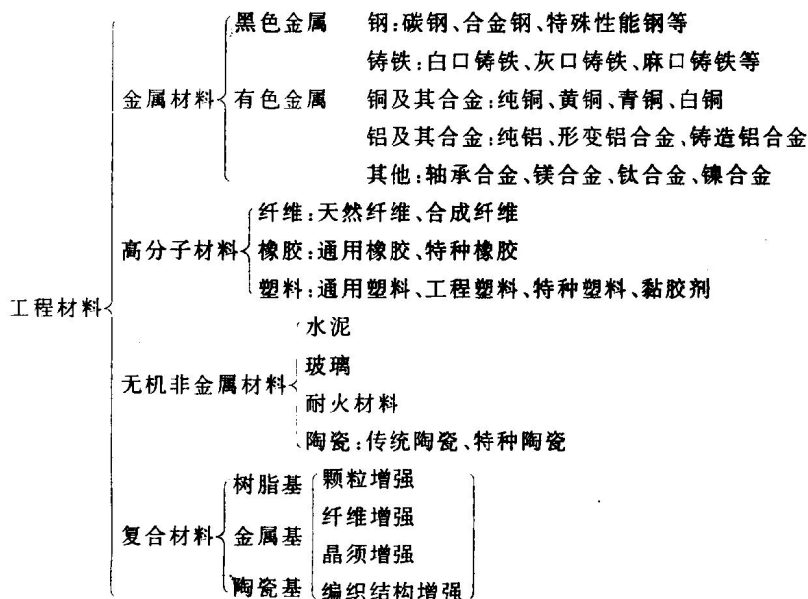 黑色金属 钢:碳钢、合金钢、特殊性能钢等
铸铁:白口铸铁、灰口铸铁、麻口铸铁等
金属材料 有色金属 铜及其合金:纯铜、黄铜、青铜、白铜
铝及其合金:纯铝、形变铝合金、铸造铝合金
其他:轴承合金、镁合金、钛合金、镍合金
纤维:天然纤维、合成纤维
高分子材料 橡胶:通用橡胶、特种橡胶
塑料:通用塑料、工程塑料、特种塑料、黏胶剂
工程材料
水泥
玻璃
无机非金属材料
耐火材料
陶瓷:传统陶瓷、特种陶瓷
树脂基 颗粒增强
纤维增强
复合材料 金属基
晶须增强
陶瓷基 编织结构增强